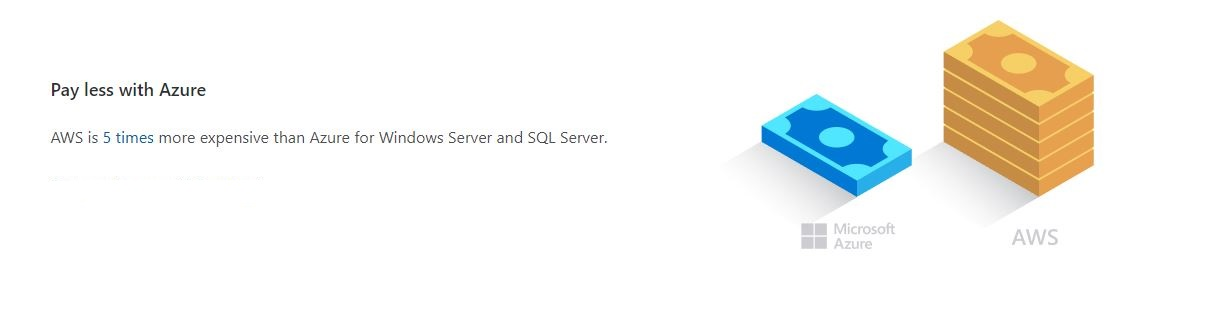 Pay less with Azure
AWS is 5 times more expensive than Azure for Windows Server and SQL Server.
Microsoft
Azure
AWS